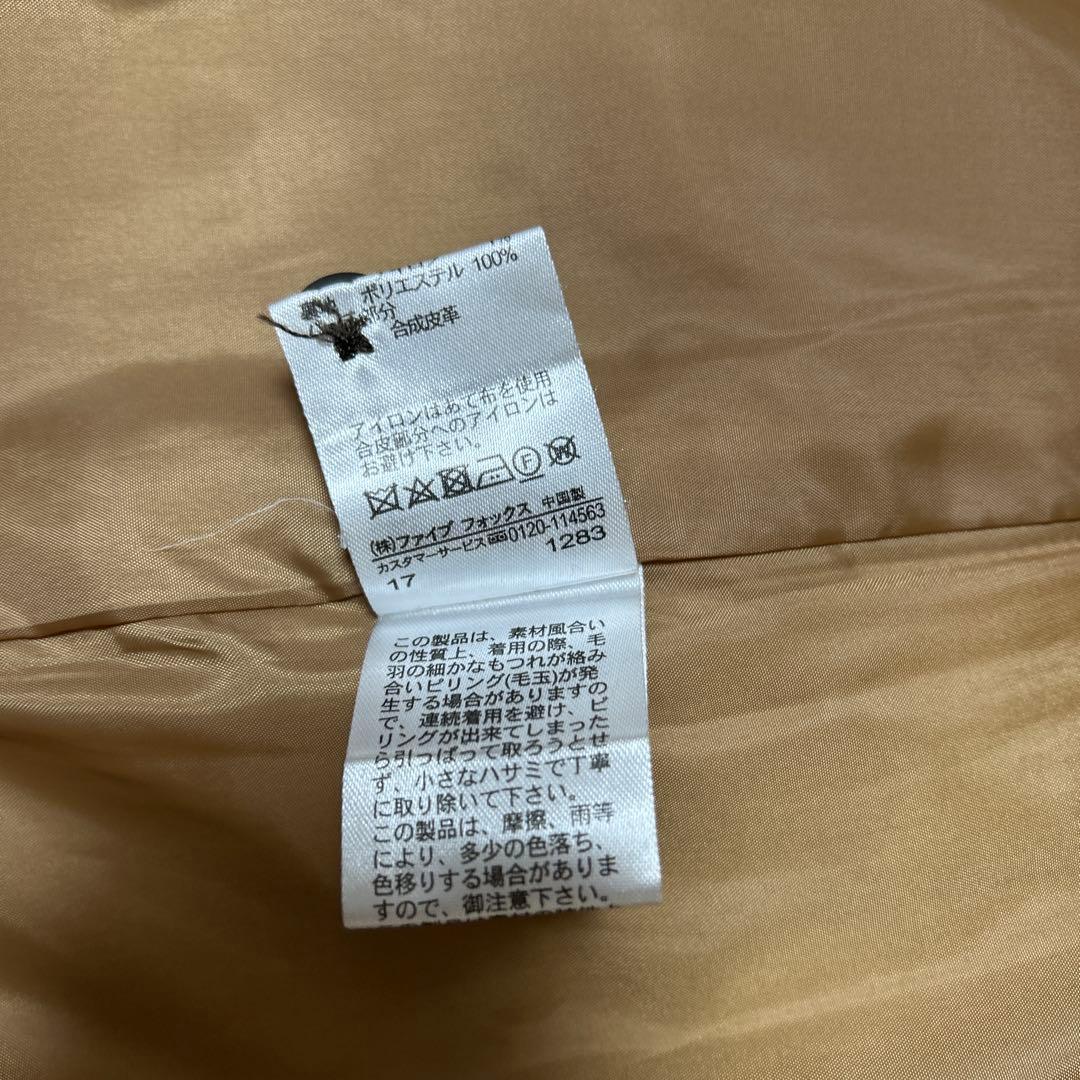 ポリエステル 100%
部分
合成皮革
アイロンはあて布を使用
合皮部分へのアイロンは
お避け下さい。
F W
(株)ファイブ フォックス 中国製
カスタマーサービス 0120-114563
17 1283
この製品は、素材風合い
の性質上、着用の際、毛
羽の細かなもつれが絡み
合いピリング(毛玉)が発
生する場合がありますの
で、連続着用を避け、ピ
リングが出来てしまった
ら引っぱって取ろうとせ
ず、小さなハサミで丁寧
に取り除いて下さい。
この製品は、摩擦、雨等
により、多少の色落ち、
色移りする場合がありま
すので、御注意下さい。